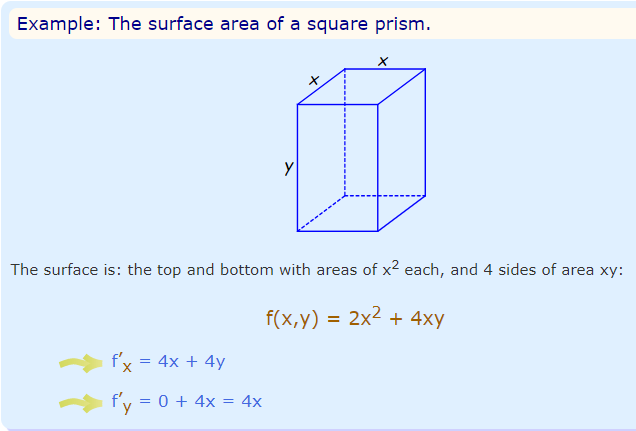 Example: The surface area of a square prism.
x
x
y
The surface is: the top and bottom with areas of x² each, and 4 sides of area xy:
f(x,y) = 2x² + 4xy
f’x = 4x + 4y
f’y = 0 + 4x = 4x